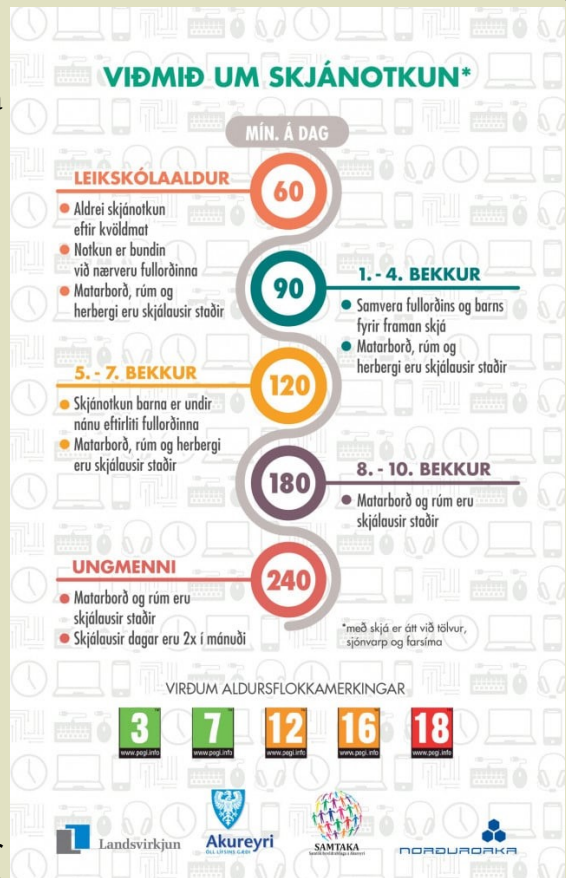 VIÐMIÐ UM SKJÁNOTKUN*
MÍN. Á DAG
LEIKSKÓLAALDUR
60
Aldrei skjánotkun
eftir kvöldmat
Notkun er bundin
við nærveru fullorðinna
Matarborð, rúm og
herbergi eru skjálausir staðir
1. - 4. BEKKUR
90
Samvera fullorðins og barns
fyrir framan skjá
Matarborð, rúm og
herbergi eru skjálausir staðir
5. - 7. BEKKUR
120
Skjánotkun barna er undir
nánu eftirliti fullorðinna
Matarborð, rúm og herbergi
eru skjálausir staðir
8. - 10. BEKKUR
180
Matarborð og rúm eru
skjálausir staðir
UNGMENNI
240
Matarborð og rúm eru
skjálausir staðir
Skjálausir dagar eru 2x í mánuði
*með skjá er átt við tölvur,
sjónvarp og farsíma
VIRÐUM ALDURSFLOKKAMERKINGAR
3 7 12 16 18
www.pegi.info www.pegi.info www.pegi.info www.pegi.info www.pegi.info
Landsvirkjun
Akureyri
ÖLL LÍFSINS GÆÐI
SAMTAKA
NORÐURORKA